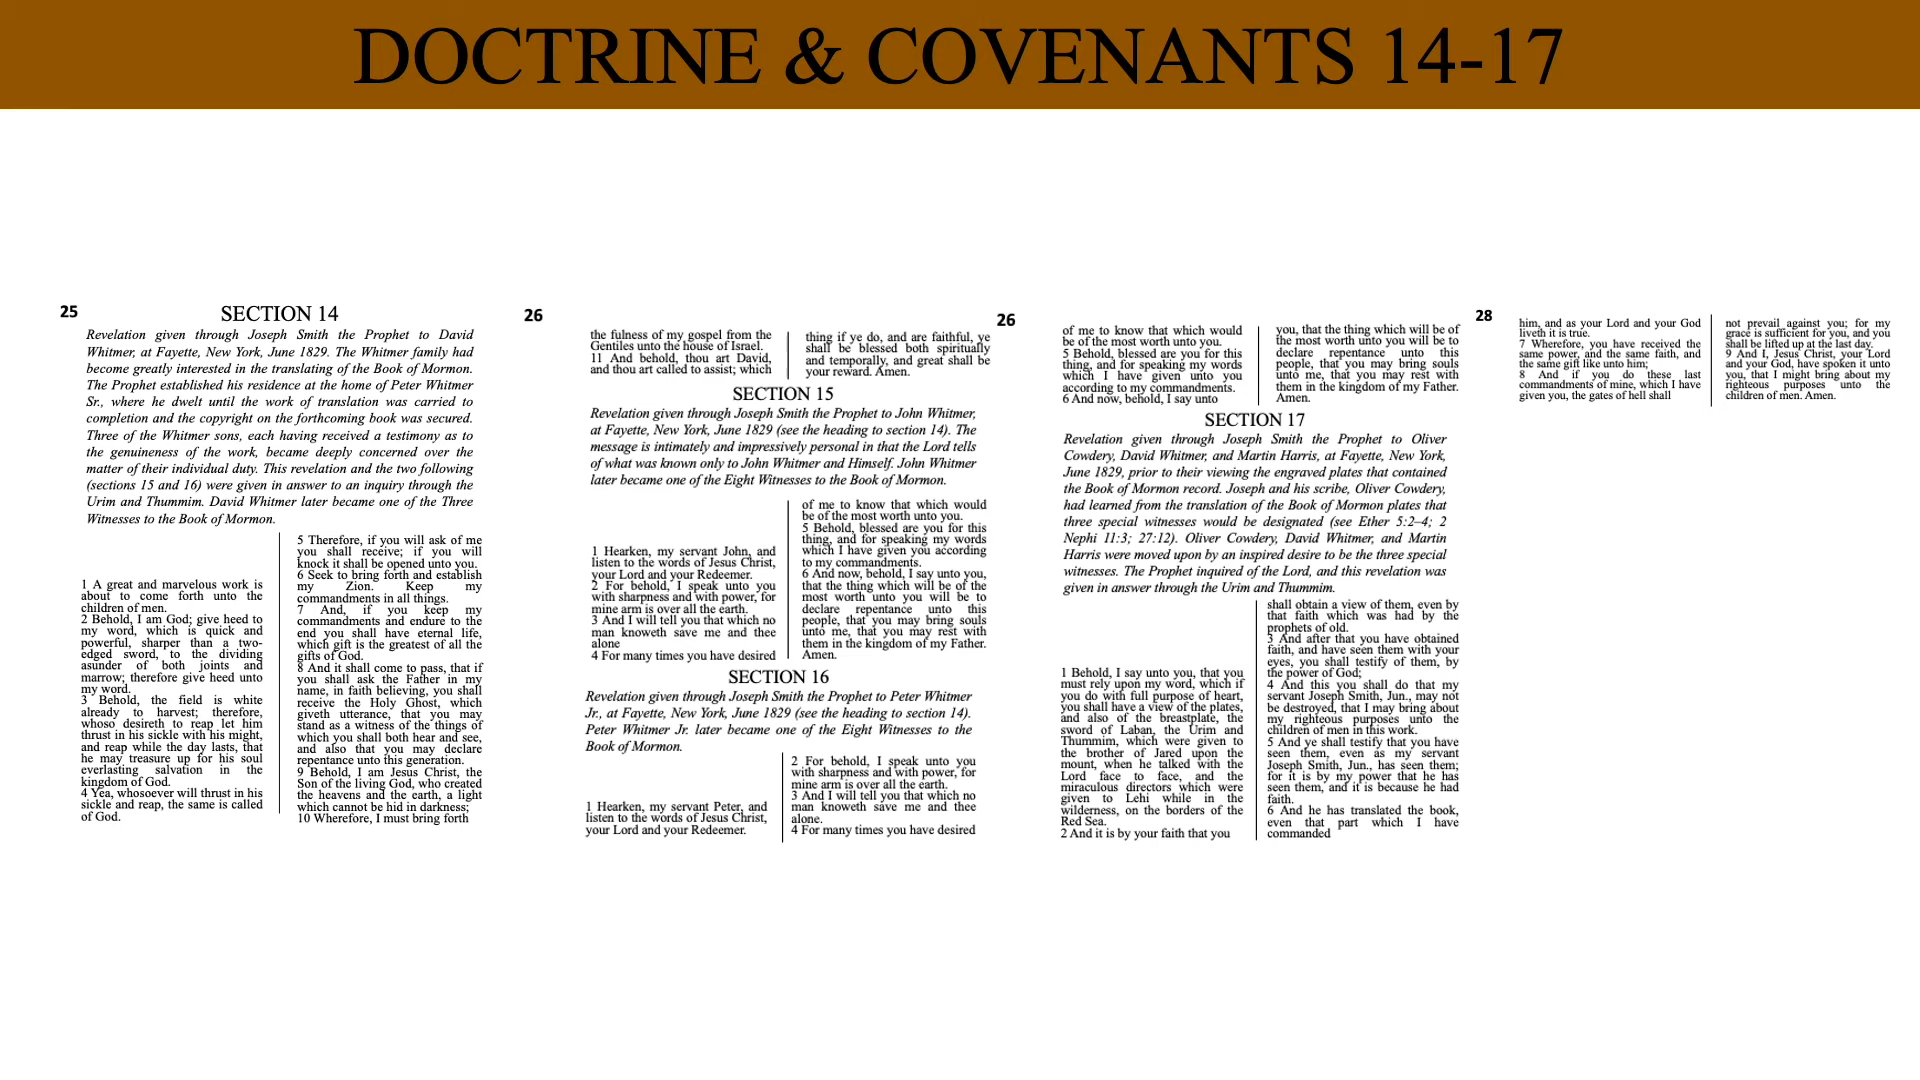 DOCTRINE & COVENANTS 14-17
25
SECTION 14
Revelation given through Joseph Smith the Prophet to David
Whitmer, at Fayette, New York, June 1829. The Whitmer family had
become greatly interested in the translating of the Book of Mormon.
The Prophet established his residence at the home of Peter Whitmer
Sr., where he dwelt until the work of translation was carried to
completion and the copyright on the forthcoming book was secured.
Three of the Whitmer sons, each having received a testimony as to
the genuineness of the work, became deeply concerned over the
matter of their individual duty. This revelation and the two following
(sections 15 and 16) were given in answer to an inquiry through the
Urim and Thummim. David Whitmer later became one of the Three
Witnesses to the Book of Mormon.
1 A great and marvelous work is
about to come forth unto the
children of men.
2 Behold, I am God; give heed to
my word, which is quick and
powerful, sharper than a two-
edged sword, to the dividing
asunder of both joints and
marrow; therefore give heed unto
my word.
3 Behold, the field is white
already to harvest; therefore,
whoso desireth to reap let him
thrust in his sickle with his might,
and reap while the day lasts, that
he may treasure up for his soul
everlasting salvation in the
kingdom of God.
4 Yea, whosoever will thrust in his
sickle and reap, the same is called
of God.
5 Therefore, if you will ask of me
you shall receive; if you will
knock it shall be opened unto you.
6 Seek to bring forth and establish
my Zion. Keep my
commandments in all things.
7 And, if you keep my
commandments and endure to the
end you shall have eternal life,
which gift is the greatest of all the
gifts of God.
8 And it shall come to pass, that if
you shall ask the Father in my
name, in faith believing, you shall
receive the Holy Ghost, which
giveth utterance, that you may
stand as a witness of the things of
which you shall both hear and see,
and also that you may declare
repentance unto this generation.
9 Behold, I am Jesus Christ, the
Son of the living God, who created
the heavens and the earth, a light
which cannot be hid in darkness;
10 Wherefore, I must bring forth
26
the fulness of my gospel from the
Gentiles unto the house of Israel.
11 And behold, thou art David,
and thou art called to assist; which
thing if ye do, and are faithful, ye
shall be blessed both spiritually
and temporally, and great shall be
your reward. Amen.
SECTION 15
Revelation given through Joseph Smith the Prophet to John Whitmer,
at Fayette, New York, June 1829 (see the heading to section 14). The
message is intimately and impressively personal in that the Lord tells
of what was known only to John Whitmer and Himself. John Whitmer
later became one of the Eight Witnesses to the Book of Mormon.
1 Hearken, my servant John, and
listen to the words of Jesus Christ,
your Lord and your Redeemer.
2 For behold, I speak unto you
with sharpness and with power, for
mine arm is over all the earth.
3 And I will tell you that which no
man knoweth save me and thee
alone
4 For many times you have desired
of me to know that which would
be of the most worth unto you.
5 Behold, blessed are you for this
thing, and for speaking my words
which I have given you according
to my commandments.
6 And now, behold, I say unto you,
that the thing which will be of the
most worth unto you will be to
declare repentance unto this
people, that you may bring souls
unto me, that you may rest with
them in the kingdom of my Father.
Amen.
SECTION 16
Revelation given through Joseph Smith the Prophet to Peter Whitmer
Jr., at Fayette, New York, June 1829 (see the heading to section 14).
Peter Whitmer Jr. later became one of the Eight Witnesses to the
Book of Mormon.
1 Hearken, my servant Peter, and
listen to the words of Jesus Christ,
your Lord and your Redeemer.
2 For behold, I speak unto you
with sharpness and with power, for
mine arm is over all the earth.
3 And I will tell you that which no
man knoweth save me and thee
alone.
4 For many times you have desired
26
of me to know that which would
be of the most worth unto you.
5 Behold, blessed are you for this
thing, and for speaking my words
which I have given unto you
according to my commandments.
6 And now, behold, I say unto
you, that the thing which will be of
the most worth unto you will be to
declare repentance unto this
people, that you may bring souls
unto me, that you may rest with
them in the kingdom of my Father.
Amen.
SECTION 17
Revelation given through Joseph Smith the Prophet to Oliver
Cowdery, David Whitmer, and Martin Harris, at Fayette, New York,
June 1829, prior to their viewing the engraved plates that contained
the Book of Mormon record. Joseph and his scribe, Oliver Cowdery,
had learned from the translation of the Book of Mormon plates that
three special witnesses would be designated (see Ether 5:2–4; 2
Nephi 11:3; 27:12). Oliver Cowdery, David Whitmer, and Martin
Harris were moved upon by an inspired desire to be the three special
witnesses. The Prophet inquired of the Lord, and this revelation was
given in answer through the Urim and Thummim.
1 Behold, I say unto you, that you
must rely upon my word, which if
you do with full purpose of heart,
you shall have a view of the plates,
and also of the breastplate, the
sword of Laban, the Urim and
Thummim, which were given to
the brother of Jared upon the
mount, when he talked with the
Lord face to face, and the
miraculous directors which were
given to Lehi while in the
wilderness, on the borders of the
Red Sea.
2 And it is by your faith that you
shall obtain a view of them, even by
that faith which was had by the
prophets of old.
3 And after that you have obtained
faith, and have seen them with your
eyes, you shall testify of them, by
the power of God;
4 And this you shall do that my
servant Joseph Smith, Jun., may not
be destroyed, that I may bring about
my righteous purposes unto the
children of men in this work.
5 And ye shall testify that you have
seen them, even as my servant
Joseph Smith, Jun., has seen them;
for it is by my power that he has
seen them, and it is because he had
faith.
6 And he has translated the book,
even that part which I have
commanded
28
him, and as your Lord and your God
liveth it is true.
7 Wherefore, you have received the
same power, and the same faith, and
the same gift like unto him;
8 And if you do these last
commandments of mine, which I have
given you, the gates of hell shall
not prevail against you; for my
grace is sufficient for you, and you
shall be lifted up at the last day.
9 And I, Jesus Christ, your Lord
and your God, have spoken it unto
you, that I might bring about my
righteous purposes unto the
children of men. Amen.